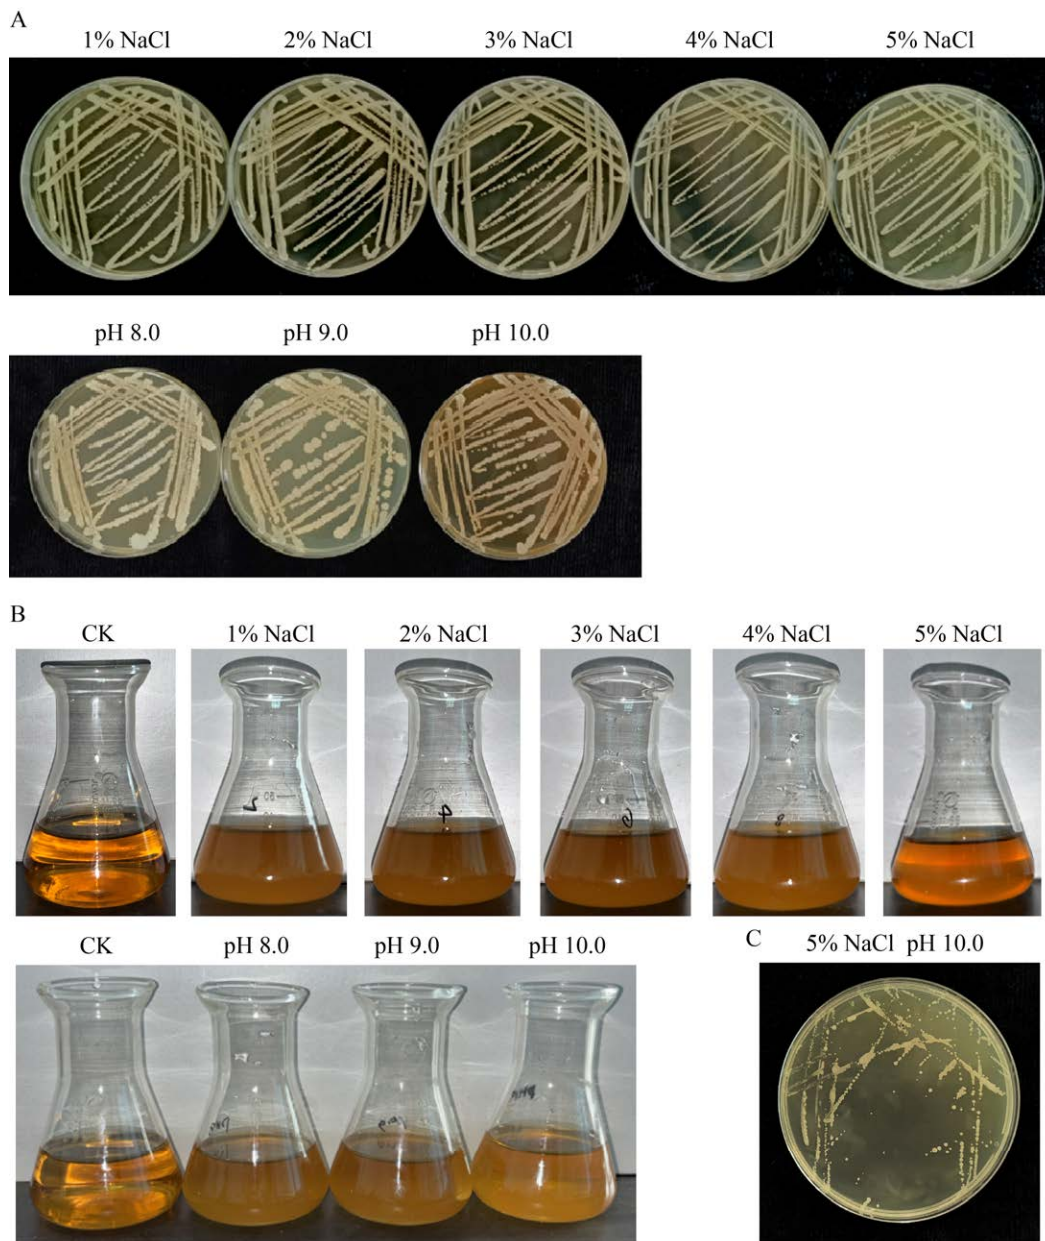 A
1% NaCl 2% NaCl 3% NaCl 4% NaCl 5% NaCl
pH 8.0 pH 9.0 pH 10.0
B
CK 1% NaCl 2% NaCl 3% NaCl 4% NaCl 5% NaCl
4
6
CK pH 8.0 pH 9.0 pH 10.0
C
5% NaCl pH 10.0